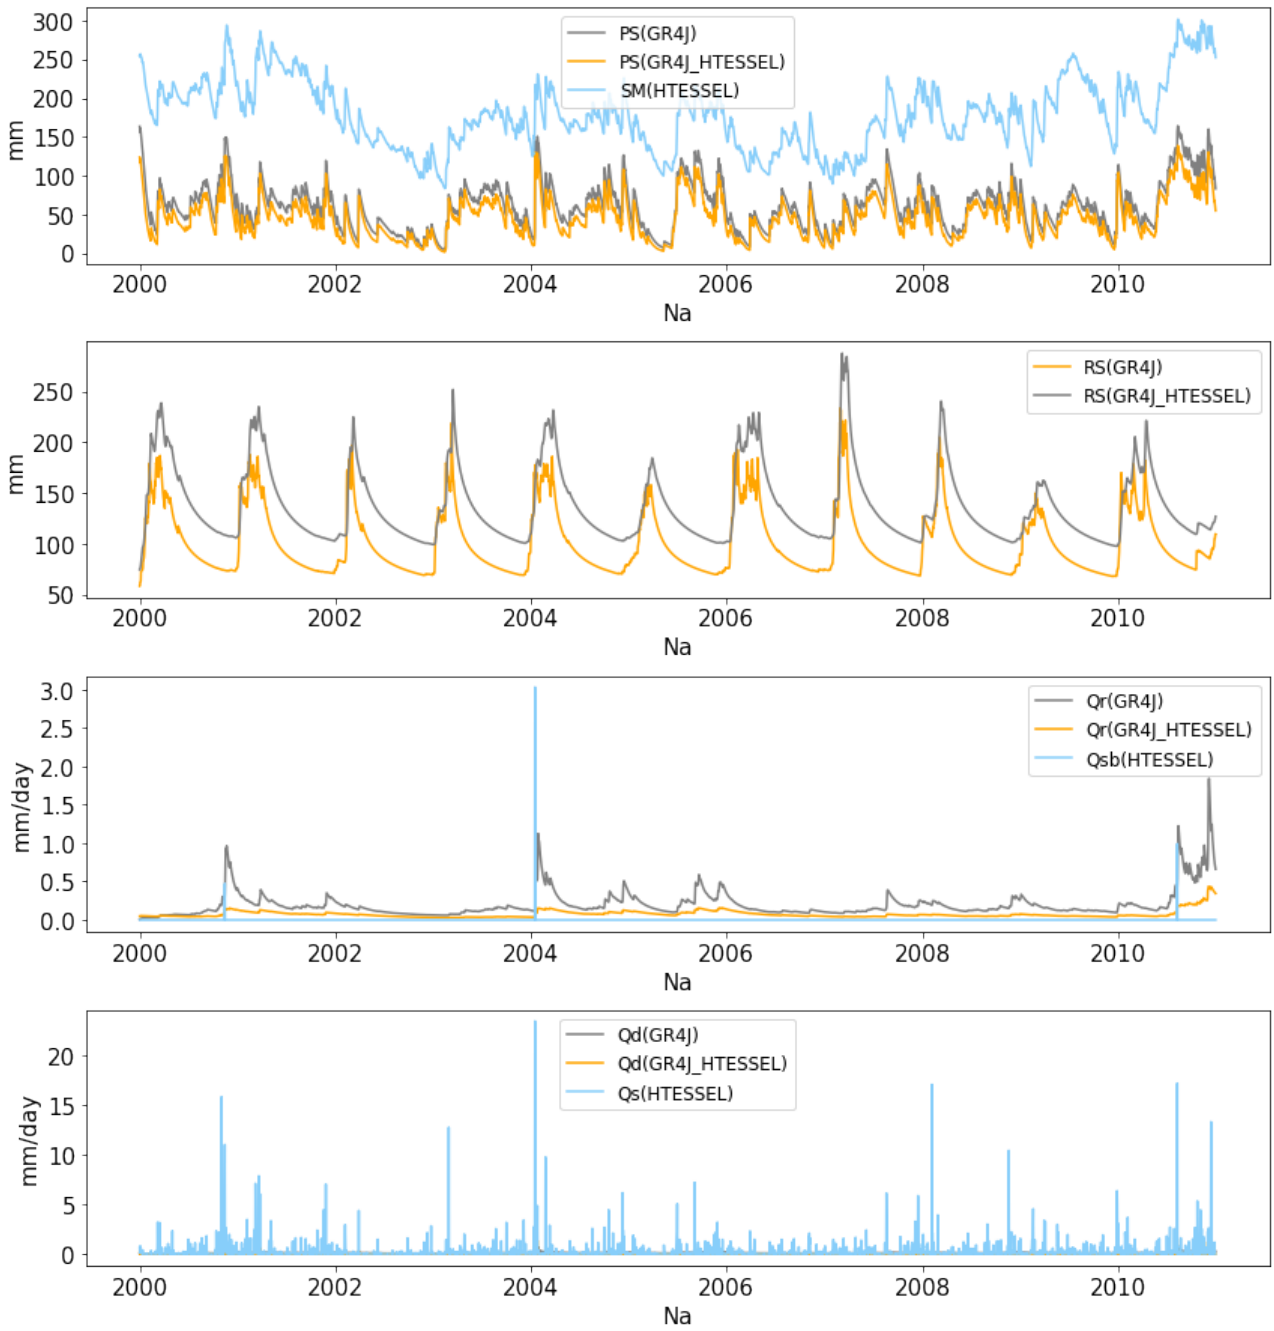 300
250
200
150
100
50
0
mm
PS(GR4J)
PS(GR4J_HTESSEL)
SM(HTESSEL)
2000 2002 2004 2006 2008 2010
Na
250
200
150
100
50
mm
RS(GR4J)
RS(GR4J_HTESSEL)
2000 2002 2004 2006 2008 2010
Na
3.0
2.5
2.0
1.5
1.0
0.5
0.0
mm/day
Qr(GR4J)
Qr(GR4J_HTESSEL)
Qsb(HTESSEL)
2000 2002 2004 2006 2008 2010
Na
20
15
10
5
0
mm/day
Qd(GR4J)
Qd(GR4J_HTESSEL)
Qs(HTESSEL)
2000 2002 2004 2006 2008 2010
Na